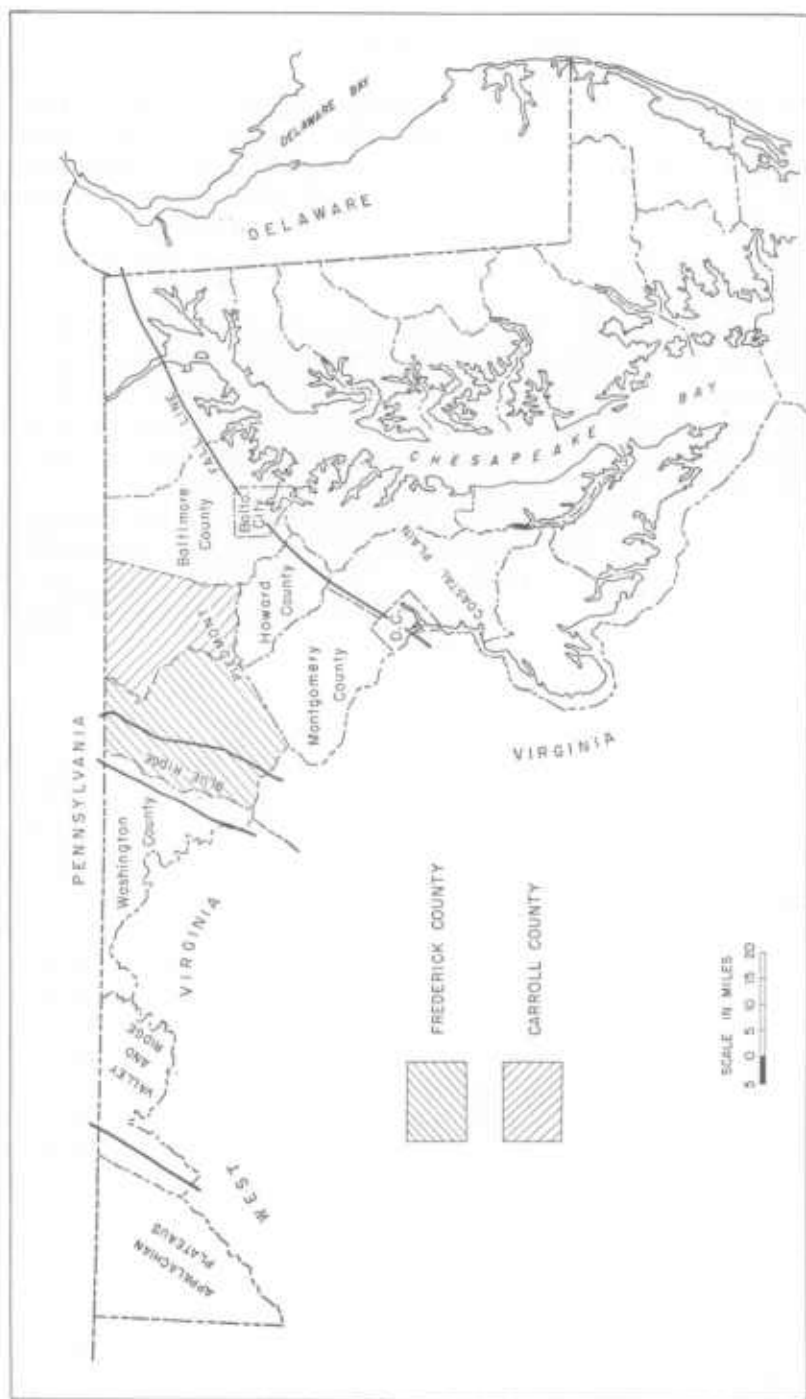 PENNSYLVANIA
Washington
County
BLUE RIDGE
PIEDMONT
Baltimore
County
FALL LINE
Balto.
City
Howard
County
Montgomery
County
D.C.
COASTAL PLAIN
VALLEY
AND
RIDGE
APPELACHIAN
PLATEAUS
WEST VIRGINIA
VIRGINIA
CHESAPEAKE BAY
DELAWARE
DELAWARE BAY
FREDERICK COUNTY
CARROLL COUNTY
SCALE IN MILES
5 0 5 10 15 20